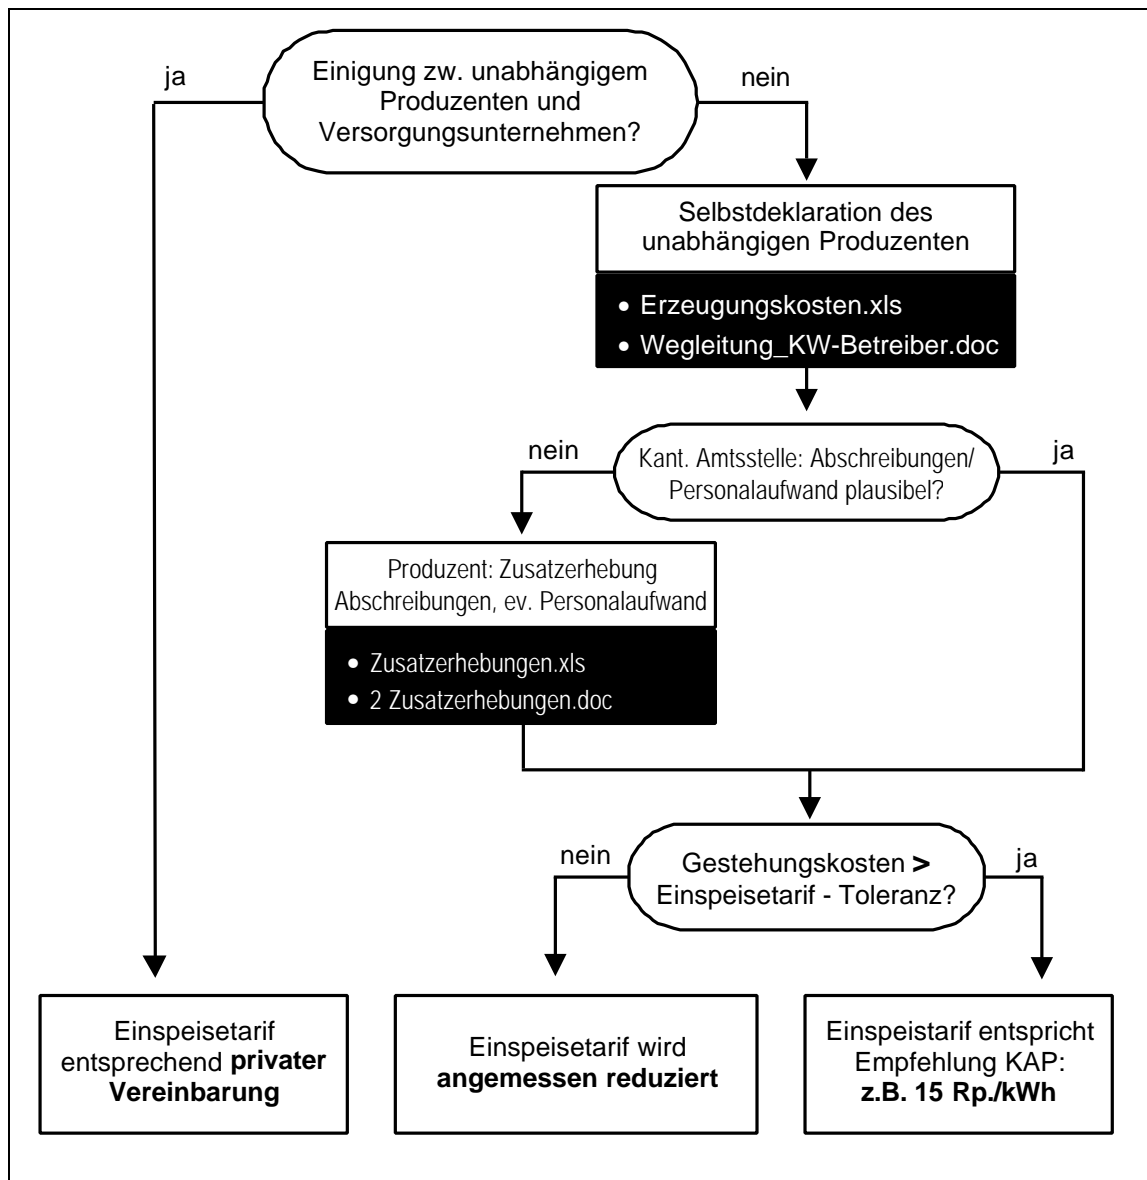 ja
Einigung zw. unabhängigem
Produzenten und
Versorgungsunternehmen?
nein
Selbstdeklaration des
unabhängigen Produzenten
• Erzeugungskosten.xls
• Wegleitung_KW-Betreiber.doc
nein
Kant. Amtsstelle: Abschreibungen/
Personalaufwand plausibel?
ja
Produzent: Zusatzerhebung
Abschreibungen, ev. Personalaufwand
• Zusatzerhebungen.xls
• 2 Zusatzerhebungen.doc
nein
Gestehungskosten >
Einspeisetarif - Toleranz?
ja
Einspeisetarif
entsprechend privater
Vereinbarung
Einspeisetarif wird
angemessen reduziert
Einspeistarif entspricht
Empfehlung KAP:
z.B. 15 Rp./kWh